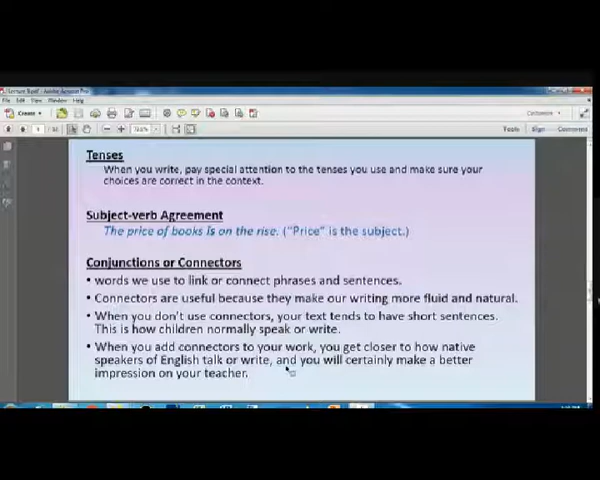 Create
Customize
Tools
Sign
Comment
Tenses
When you write, pay special attention to the tenses you use and make sure your
choices are correct in the context.
Subject-verb Agreement
The price of books is on the rise. ("Price" is the subject.)
Conjunctions or Connectors
• words we use to link or connect phrases and sentences.
• Connectors are useful because they make our writing more fluid and natural.
• When you don't use connectors, your text tends to have short sentences.
This is how children normally speak or write.
• When you add connectors to your work, you get closer to how native
speakers of English talk or write, and you will certainly make a better
impression on your teacher.